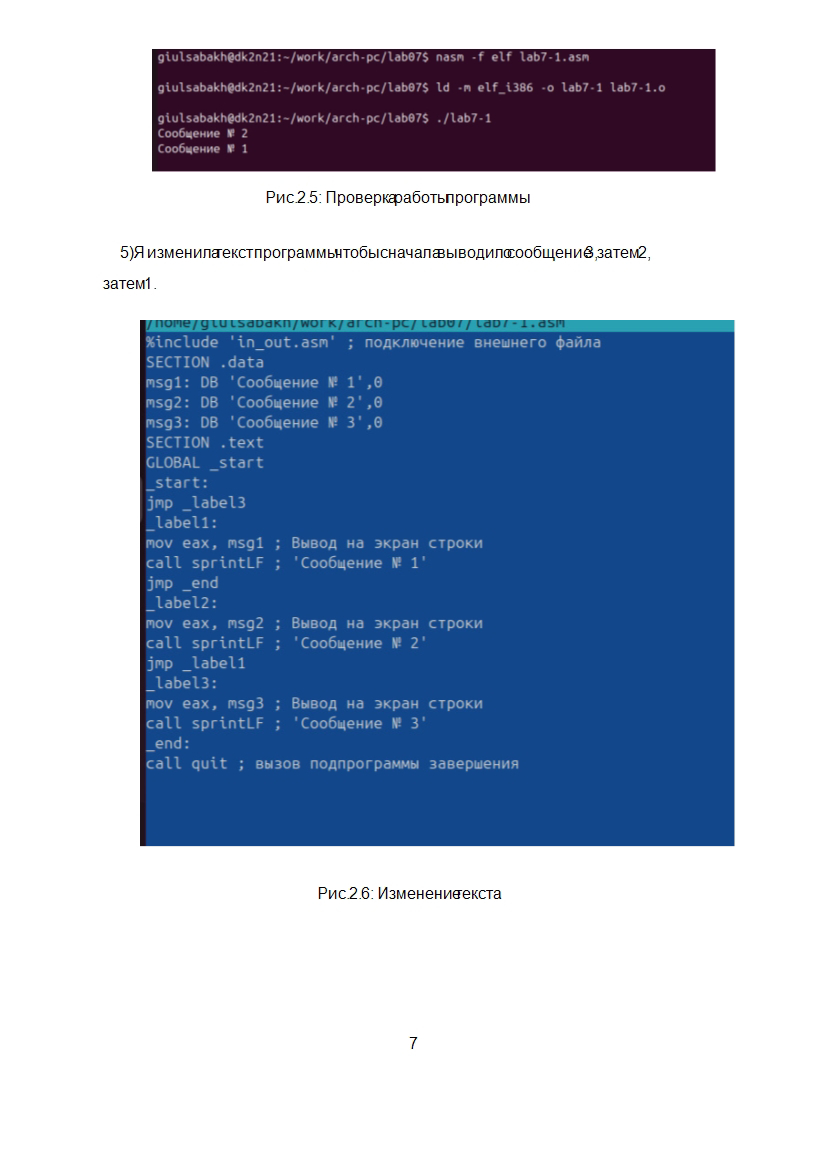 giulsabakh@dk2n21:~/work/arch-pc/lab07$ nasm -f elf lab7-1.asm
giulsabakh@dk2n21:~/work/arch-pc/lab07$ ld -m elf_i386 -o lab7-1 lab7-1.o
giulsabakh@dk2n21:~/work/arch-pc/lab07$ ./lab7-1
Сообщение № 2
Сообщение № 1
Рис.2.5: Проверка работы программы
5)Я изменила текст программы чтобы сначала выводило сообщение 3, затем 2,
затем 1.
/home/giulsabakh/work/arch-pc/lab07/lab7-1.asm
%include 'in_out.asm' ; подключение внешнего файла
SECTION .data
msg1: DB 'Сообщение № 1',0
msg2: DB 'Сообщение № 2',0
msg3: DB 'Сообщение № 3',0
SECTION .text
GLOBAL _start
_start:
jmp _label3
_label1:
mov eax, msg1 ; Вывод на экран строки
call sprintLF ; 'Сообщение № 1'
jmp _end
_label2:
mov eax, msg2 ; Вывод на экран строки
call sprintLF ; 'Сообщение № 2'
jmp _label1
_label3:
mov eax, msg3 ; Вывод на экран строки
call sprintLF ; 'Сообщение № 3'
_end:
call quit ; вызов подпрограммы завершения
Рис.2.6: Изменение текста
7